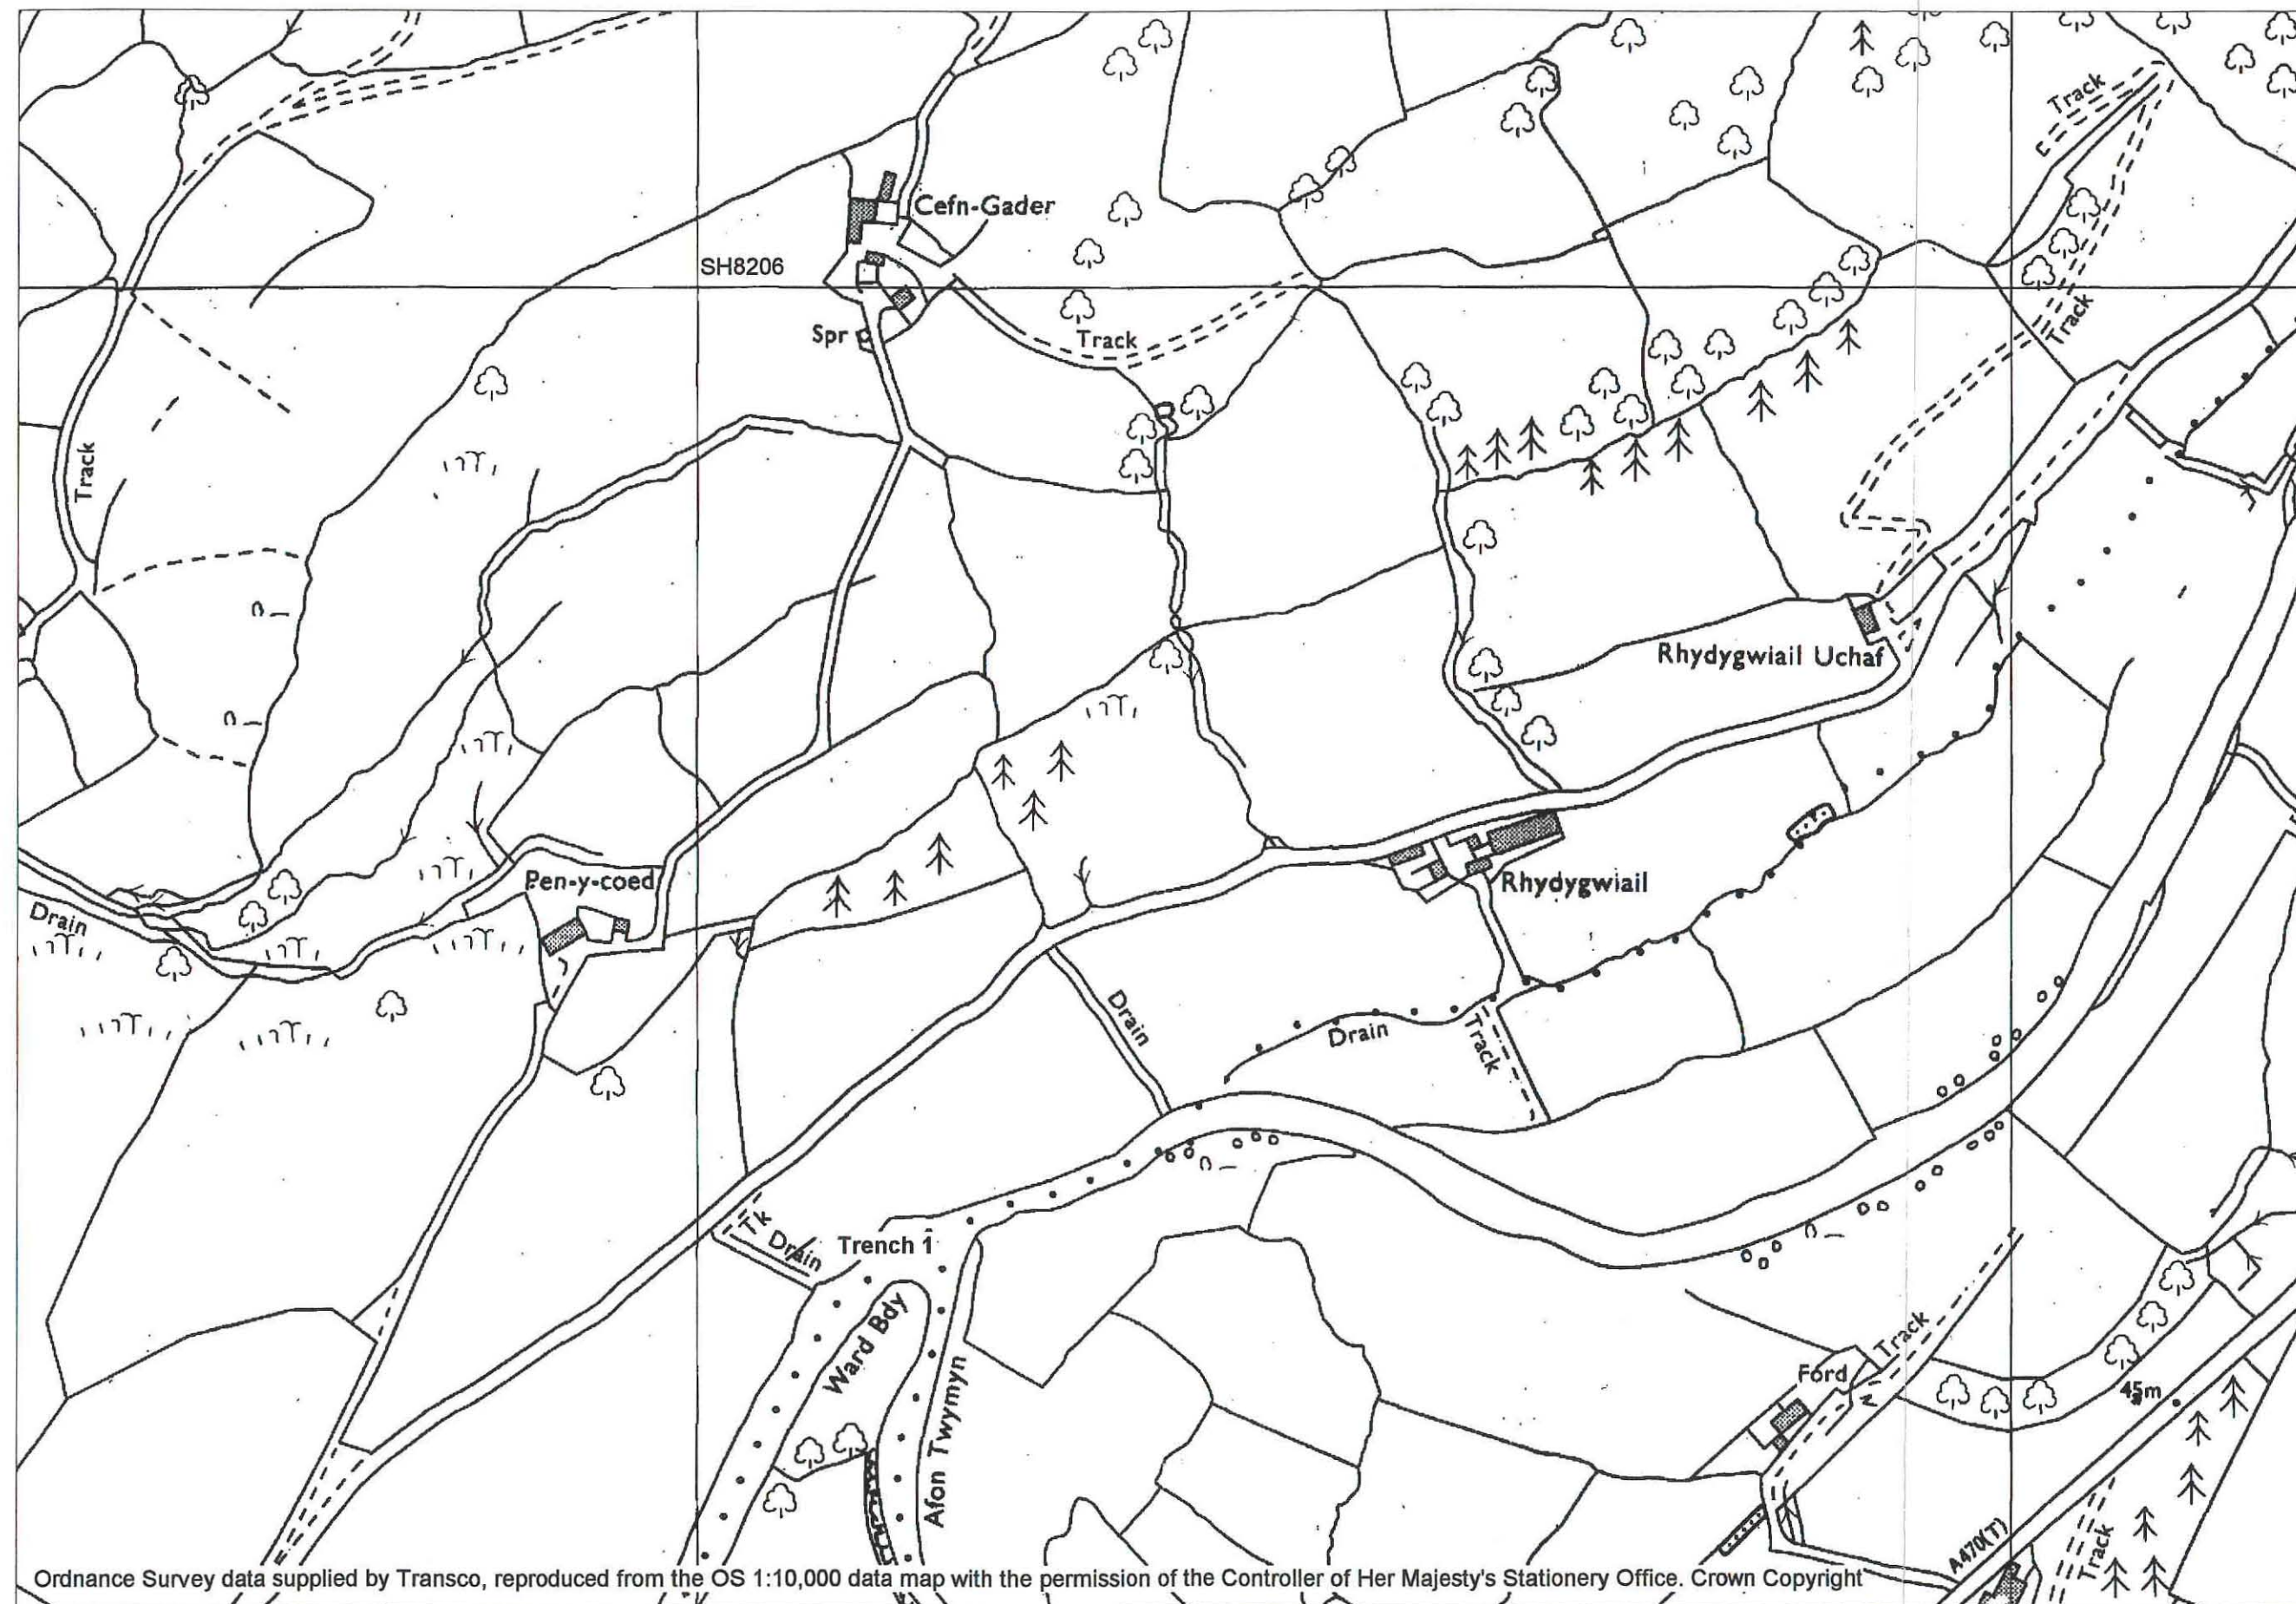 Track
Cefn-Gader
SH8206
Track
Spr
Track
Track
Rhydygwiail Uchaf
Pen-y-coed
Rhydygwiail
Drain
Drain
Drain
Track
Tk
Drain
Trench 1
Ward Bdy
Afon Twymyn
Track
Ford
45m
A470(T)
Track
Ordnance Survey data supplied by Transco, reproduced from the OS 1:10,000 data map with the permission of the Controller of Her Majesty's Stationery Office. Crown Copyright